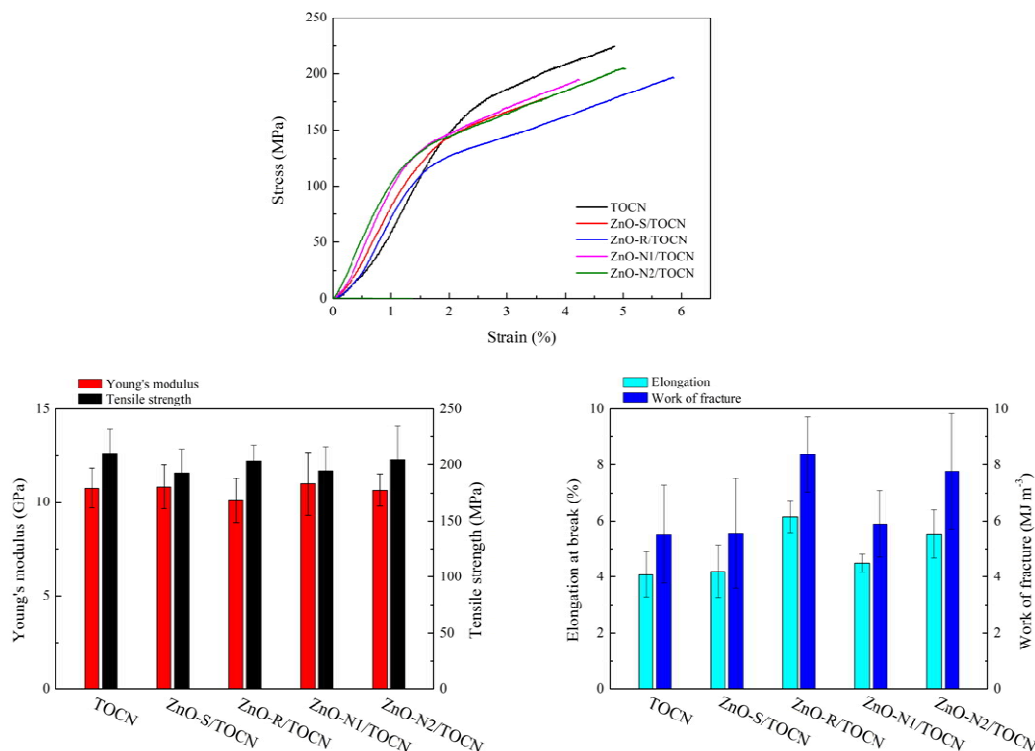 250
200
150
100
50
0
Stress (MPa)
TOCN
ZnO-S/TOCN
ZnO-R/TOCN
ZnO-N1/TOCN
ZnO-N2/TOCN
0 1 2 3 4 5 6
Strain (%)
Young's modulus
Tensile strength
15
10
5
0
Young's modulus (GPa)
250
200
150
100
50
0
Tensile strength (MPa)
TOCN
ZnO-S/TOCN
ZnO-R/TOCN
ZnO-N1/TOCN
ZnO-N2/TOCN
Elongation
Work of fracture
10
8
6
4
2
0
Elongation at break (%)
10
8
6
4
2
0
Work of fracture (MJ m-3)
TOCN
ZnO-S/TOCN
ZnO-R/TOCN
ZnO-N1/TOCN
ZnO-N2/TOCN